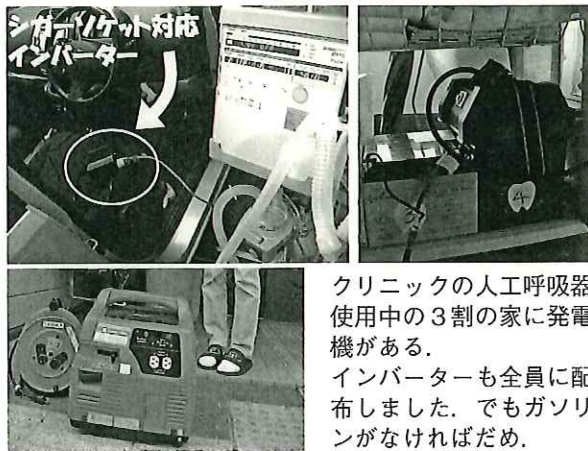 シガーソケット対応
インバーター
4
クリニックの人工呼吸器
使用中の3割の家に発電
機がある.
インバーターも全員に配
布しました. でもガソリ
ンがなければだめ.